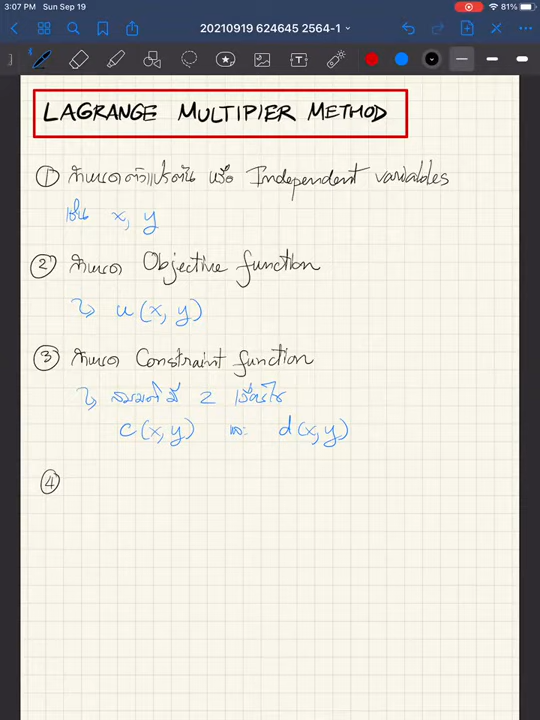 3:07 PM Sun Sep 19 81%
20210919 624645 2564-1
LAGRANGE MULTIPIER METHOD
① กำหนดตัวแปรต้น หรือ Independent variables
เช่น x, y
② กำหนด Objective function
u(x, y)
③ กำหนด Constraint function
สมมติมี 2 เงื่อนไข
c(x, y) และ d(x, y)
④